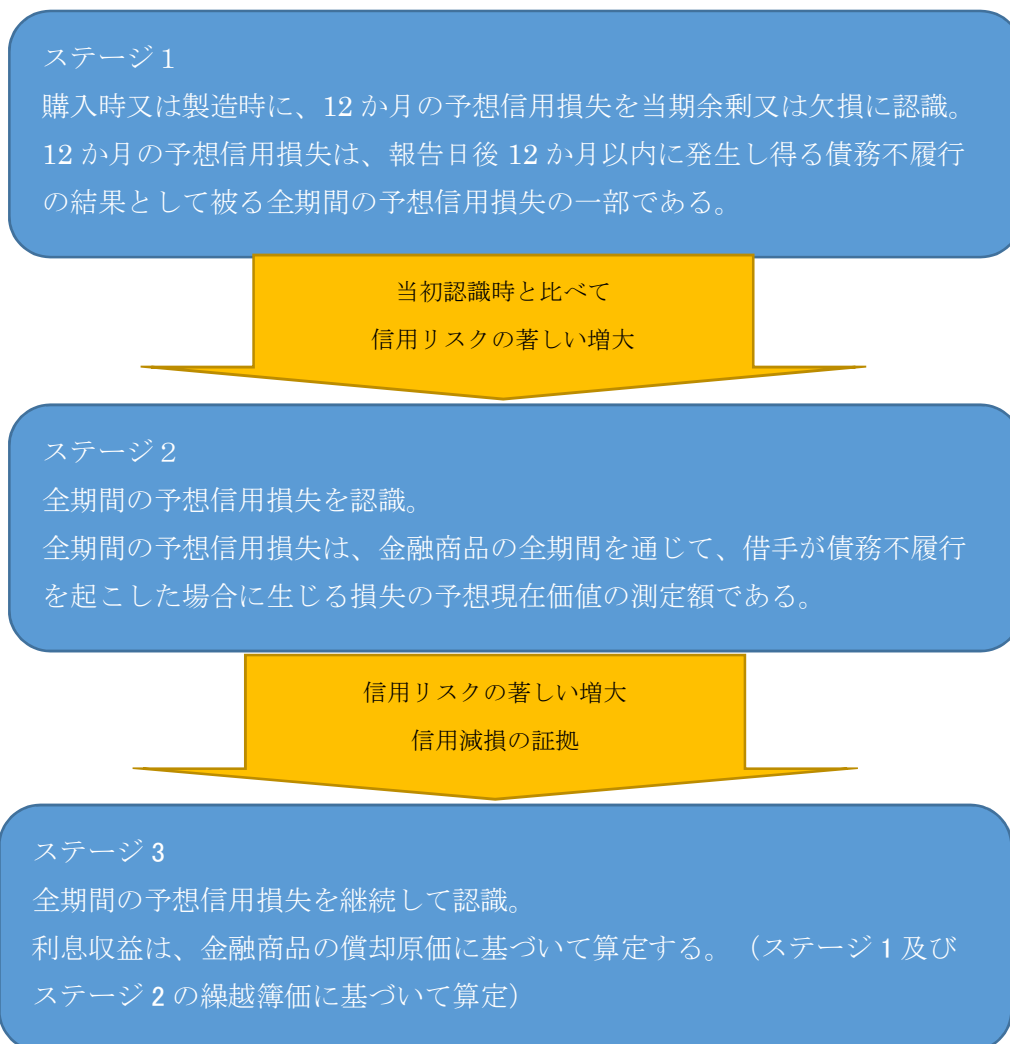 ステージ１
購入時又は製造時に、12 か月の予想信用損失を当期余剰又は欠損に認識。
12 か月の予想信用損失は、報告日後 12 か月以内に発生し得る債務不履行
の結果として被る全期間の予想信用損失の一部である。
当初認識時と比べて
信用リスクの著しい増大
ステージ２
全期間の予想信用損失を認識。
全期間の予想信用損失は、金融商品の全期間を通じて、借手が債務不履行
を起こした場合に生じる損失の予想現在価値の測定額である。
信用リスクの著しい増大
信用減損の証拠
ステージ 3
全期間の予想信用損失を継続して認識。
利息収益は、金融商品の償却原価に基づいて算定する。（ステージ 1 及び
ステージ 2 の繰越簿価に基づいて算定）